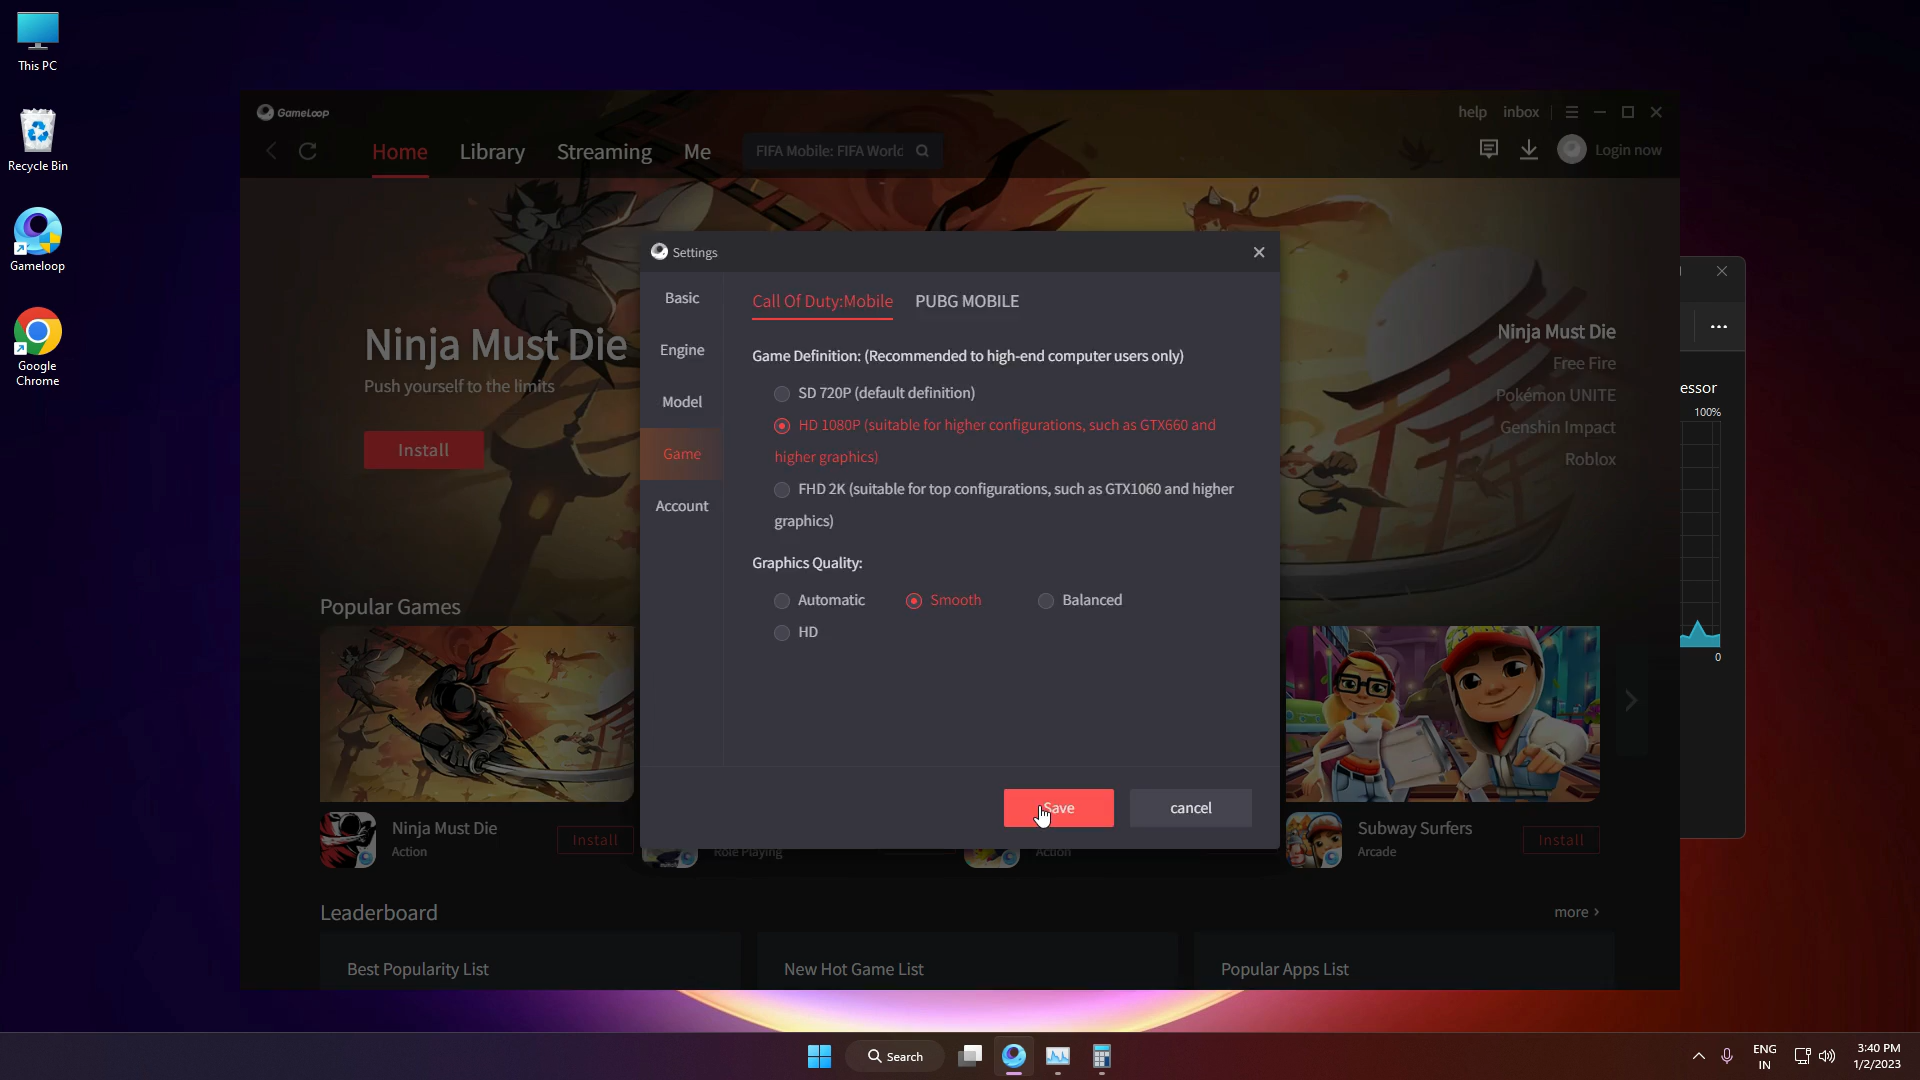 This PC
Recycle Bin
Gameloop
Google
Chrome
GameLoop
help inbox
Home Library Streaming Me FIFA Mobile: FIFA World Login now
Ninja Must Die
Push yourself to the limits
Install
Ninja Must Die
Free Fire
Pokémon UNITE
Genshin Impact
Roblox
Settings
Basic
Engine
Model
Game
Account
Call Of Duty:Mobile PUBG MOBILE
Game Definition: (Recommended to high-end computer users only)
SD 720P (default definition)
HD 1080P (suitable for higher configurations, such as GTX660 and
higher graphics)
FHD 2K (suitable for top configurations, such as GTX1060 and higher
graphics)
Graphics Quality:
Automatic Smooth Balanced
HD
Save cancel
essor
100%
0
Popular Games
Ninja Must Die
Action
Install
Role Playing
Action
Subway Surfers
Arcade
Install
Leaderboard
more
Best Popularity List New Hot Game List Popular Apps List
Search
ENG
IN
3:40 PM
1/2/2023